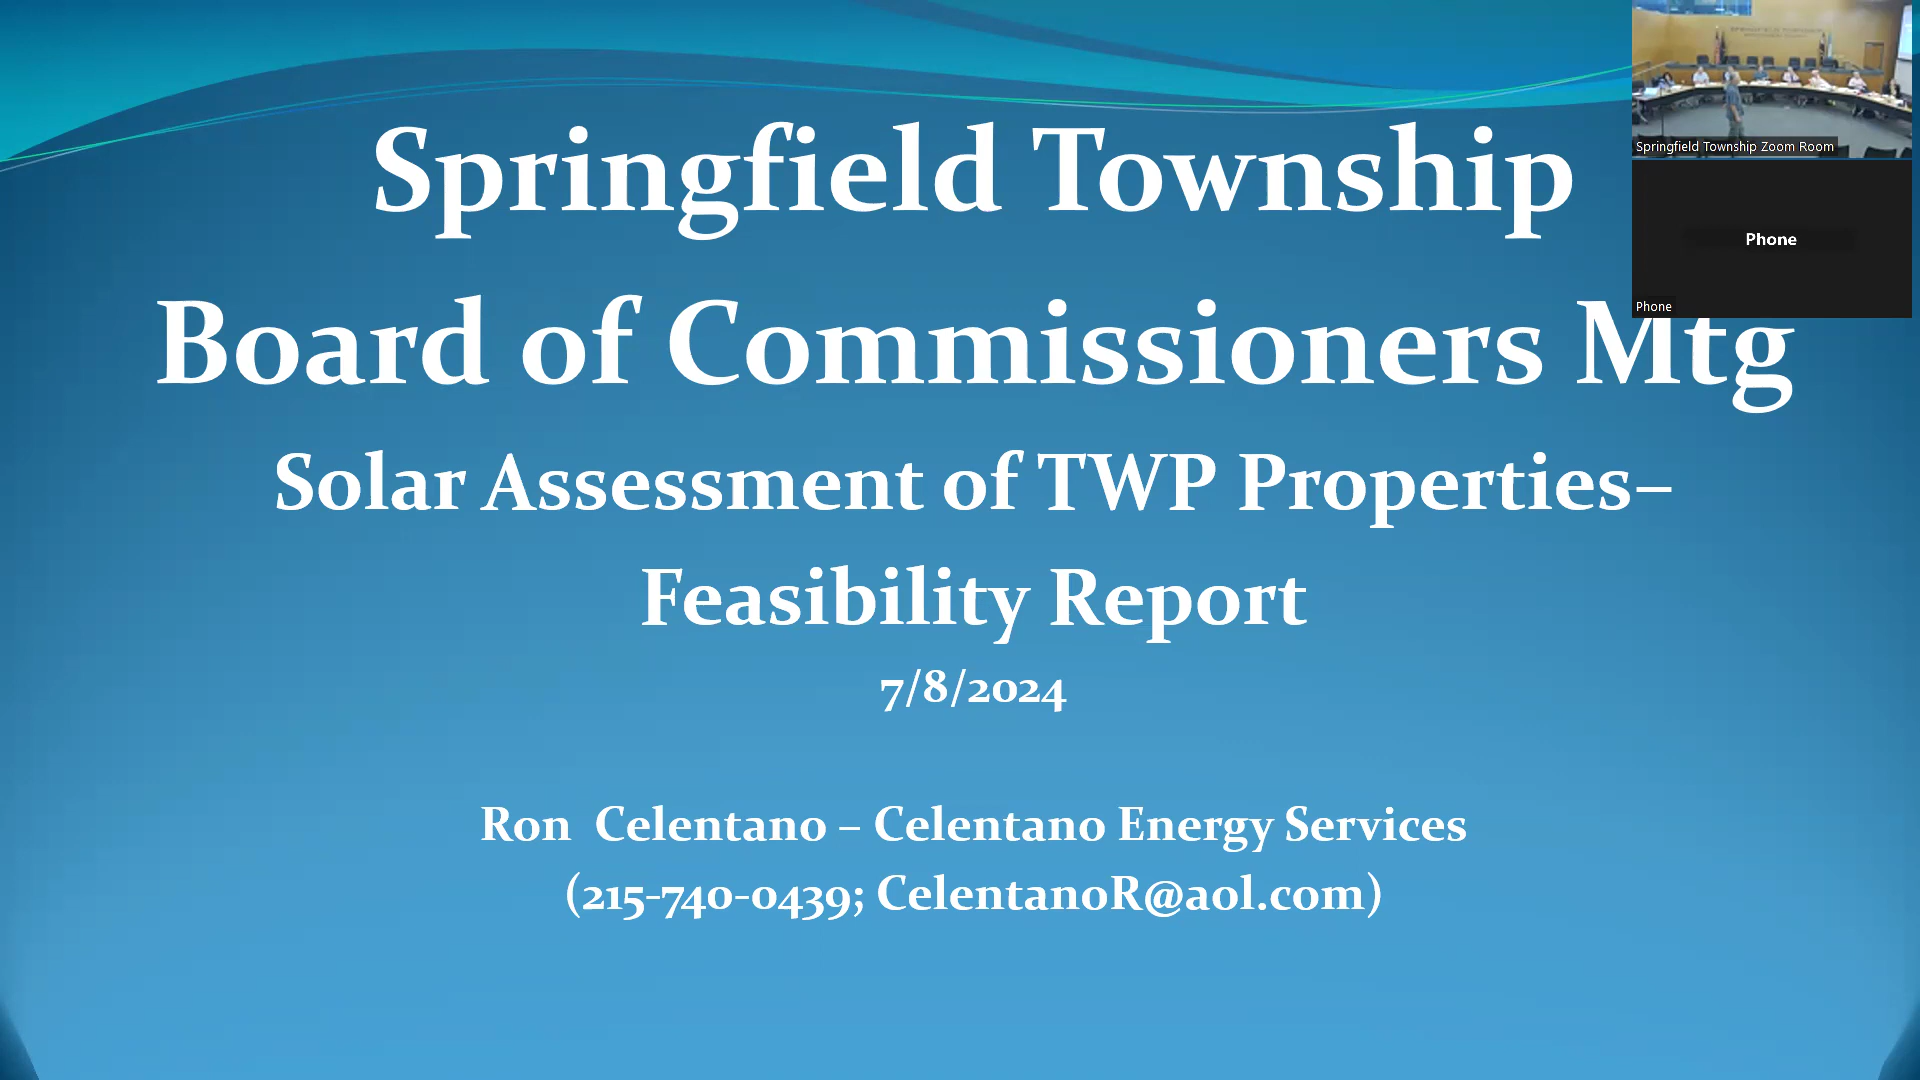 Springfield Township
Board of Commissioners Mtg
Solar Assessment of TWP Properties–
Feasibility Report
7/8/2024
Ron Celentano – Celentano Energy Services
(215-740-0439; CelentanoR@aol.com)
Springfield Township Zoom Room
Phone
Phone